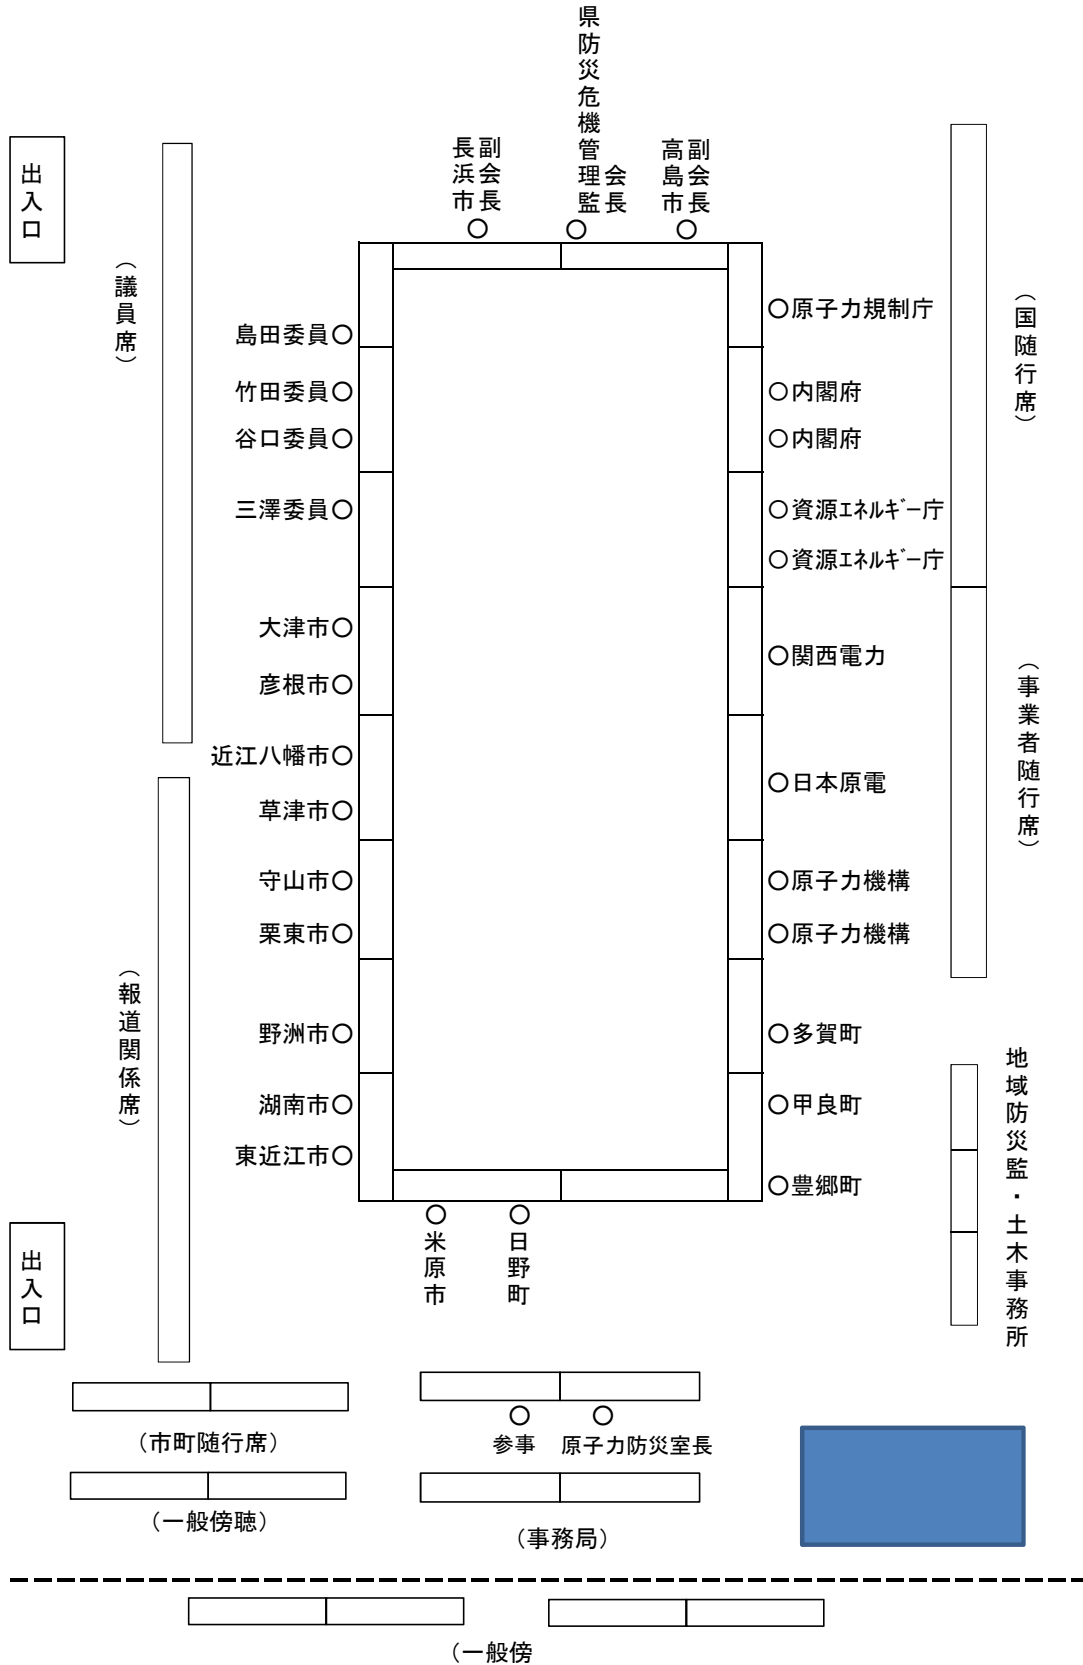 県防災危機管理監
会長
副会長
長浜市
副会長
高島市
出入口
（議員席）
島田委員
竹田委員
谷口委員
三澤委員
大津市
彦根市
近江八幡市
草津市
守山市
栗東市
野洲市
湖南市
東近江市
原子力規制庁
内閣府
内閣府
資源ｴﾈﾙｷﾞｰ庁
資源ｴﾈﾙｷﾞｰ庁
関西電力
日本原電
原子力機構
原子力機構
多賀町
甲良町
豊郷町
（国随行席）
（事業者随行席）
（報道関係席）
地域防災監・土木事務所
出入口
米原市
日野町
参事
原子力防災室長
（市町随行席）
（一般傍聴）
（事務局）
（一般傍